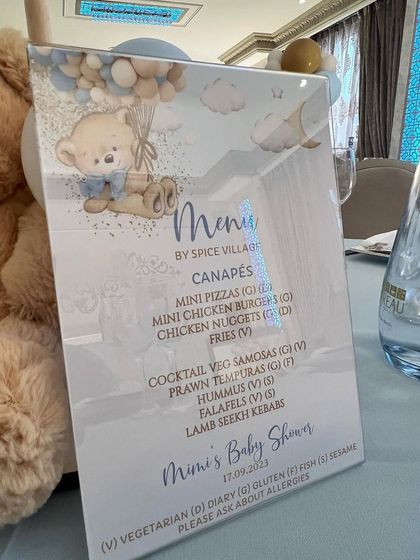 Menu
BY SPICE VILLAGE
CANAPÉS
MINI PIZZAS (G) (D)
MINI CHICKEN BURGERS (G)
CHICKEN NUGGETS (G) (D)
FRIES (V)
COCKTAIL VEG SAMOSAS (G) (V)
PRAWN TEMPURAS (G) (F)
HUMMUS (V) (S)
FALAFELS (V) (S)
LAMB SEEKH KEBABS
Mimi's Baby Shower
17.09.2023
(V) VEGETARIAN (D) DIARY (G) GLUTEN (F) FISH (S) SESAME
PLEASE ASK ABOUT ALLERGIES